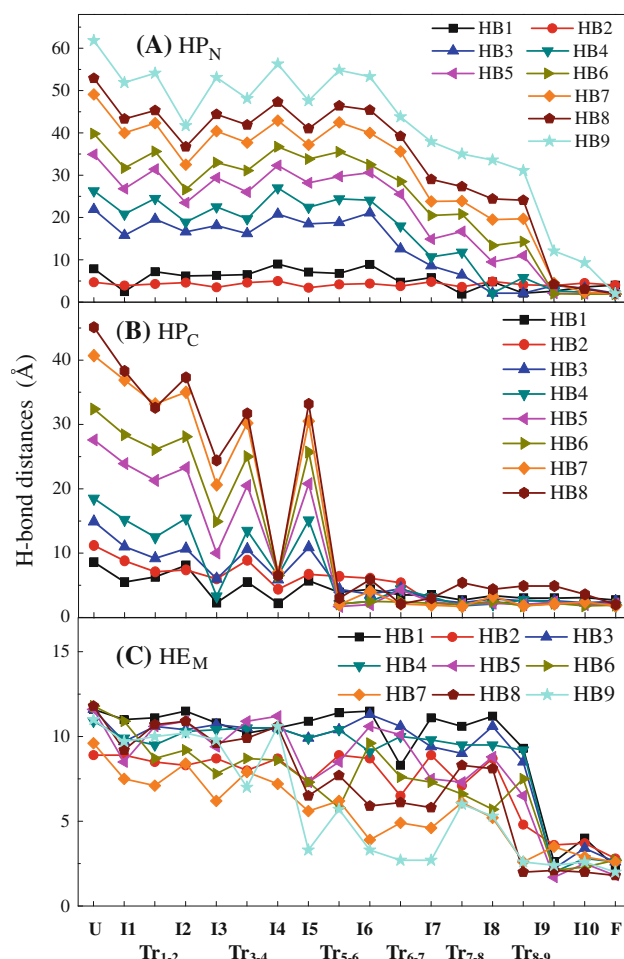 (A) HP_N
HB1 HB2
HB3 HB4
HB5 HB6
HB7
HB8
HB9
60
50
40
30
20
10
0
(B) HP_C
HB1
HB2
HB3
HB4
HB5
HB6
HB7
HB8
40
30
20
10
0
H-bond distances (Å)
(C) HE_M
HB1 HB2 HB3
HB4 HB5 HB6
HB7 HB8 HB9
15
10
5
0
U I1 I2 I3 I4 I5 I6 I7 I8 I9 I10 F
Tr1-2 Tr3-4 Tr5-6 Tr6-7 Tr7-8 Tr8-9